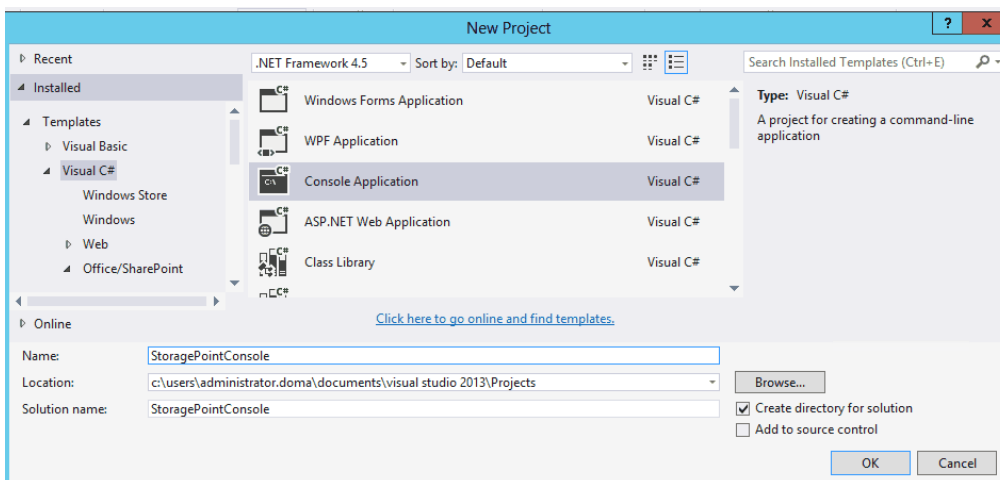 New Project
?
x
Recent
.NET Framework 4.5
Sort by: Default
Search Installed Templates (Ctrl+E)
Installed
Templates
Visual Basic
Visual C#
Windows Store
Windows
Web
Office/SharePoint
Online
C#
Windows Forms Application
Visual C#
C#
WPF Application
Visual C#
C#
C:\
Console Application
Visual C#
C#
ASP.NET Web Application
Visual C#
C#
Class Library
Visual C#
C#
Type: Visual C#
A project for creating a command-line
application
Click here to go online and find templates.
Name: StoragePointConsole
Location: c:\users\administrator.doma\documents\visual studio 2013\Projects
Browse...
Solution name: StoragePointConsole
Create directory for solution
Add to source control
OK
Cancel